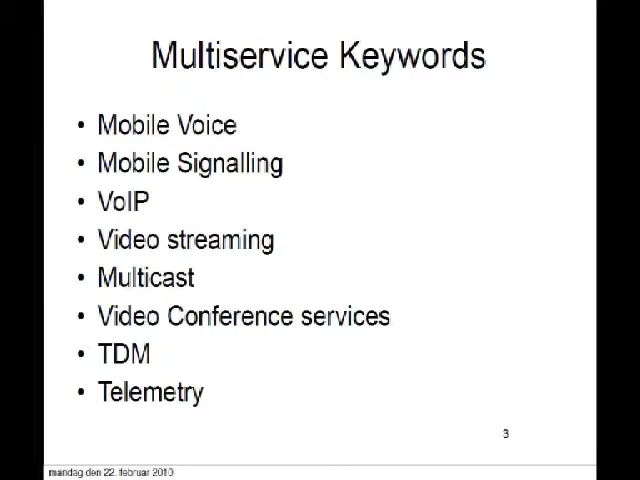 Multiservice Keywords
• Mobile Voice
• Mobile Signalling
• VoIP
• Video streaming
• Multicast
• Video Conference services
• TDM
• Telemetry
3
mandag den 22. februar 2010